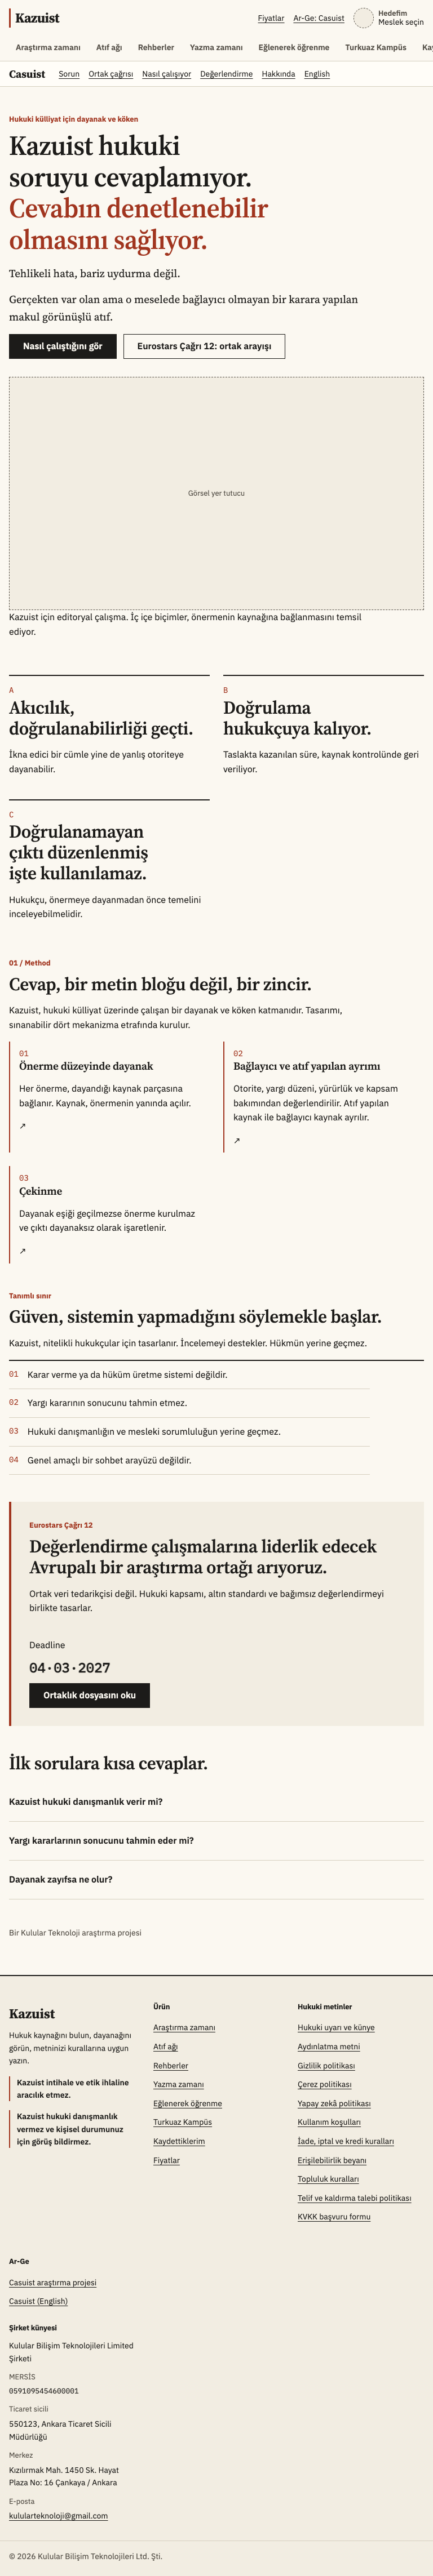 Kazuist
Fiyatlar
Ar-Ge: Casuist
Hedefim
Meslek seçin
Araştırma zamanı
Atıf ağı
Rehberler
Yazma zamanı
Eğlenerek öğrenme
Turkuaz Kampüs
Casuist
Sorun
Ortak çağrısı
Nasıl çalışıyor
Değerlendirme
Hakkında
English
Hukuki külliyat için dayanak ve köken
Kazuist hukuki
soruyu cevaplamıyor.
Cevabın denetlenebilir
olmasını sağlıyor.
Tehlikeli hata, bariz uydurma değil.
Gerçekten var olan ama o meselede bağlayıcı olmayan bir karara yapılan
makul görünüşlü atıf.
Nasıl çalıştığını gör
Eurostars Çağrı 12: ortak arayışı
Görsel yer tutucu
Kazuist için editoryal çalışma. İç içe biçimler, önermenin kaynağına bağlanmasını temsil
ediyor.
A
Akıcılık,
doğrulanabilirliği geçti.
İkna edici bir cümle yine de yanlış otoriteye
dayanabilir.
B
Doğrulama
hukukçuya kalıyor.
Taslakta kazanılan süre, kaynak kontrolünde geri
veriliyor.
C
Doğrulanamayan
çıktı düzenlenmiş
işte kullanılamaz.
Hukukçu, önermeye dayanmadan önce temelini
inceleyebilmelidir.
01 / Method
Cevap, bir metin bloğu değil, bir zincir.
Kazuist, hukuki külliyat üzerinde çalışan bir dayanak ve köken katmanıdır. Tasarımı,
sınanabilir dört mekanizma etrafında kurulur.
01
Önerme düzeyinde dayanak
Her önerme, dayandığı kaynak parçasına
bağlanır. Kaynak, önermenin yanında açılır.
↗
02
Bağlayıcı ve atıf yapılan ayrımı
Otorite, yargı düzeni, yürürlük ve kapsam
bakımından değerlendirilir. Atıf yapılan
kaynak ile bağlayıcı kaynak ayrılır.
↗
03
Çekinme
Dayanak eşiği geçilmezse önerme kurulmaz
ve çıktı dayanaksız olarak işaretlenir.
↗
Tanımlı sınır
Güven, sistemin yapmadığını söylemekle başlar.
Kazuist, nitelikli hukukçular için tasarlanır. İncelemeyi destekler. Hükmün yerine geçmez.
01 Karar verme ya da hüküm üretme sistemi değildir.
02 Yargı kararının sonucunu tahmin etmez.
03 Hukuki danışmanlığın ve mesleki sorumluluğun yerine geçmez.
04 Genel amaçlı bir sohbet arayüzü değildir.
Eurostars Çağrı 12
Değerlendirme çalışmalarına liderlik edecek
Avrupalı bir araştırma ortağı arıyoruz.
Ortak veri tedarikçisi değil. Hukuki kapsamı, altın standardı ve bağımsız değerlendirmeyi
birlikte tasarlar.
Deadline
04·03·2027
Ortaklık dosyasını oku
İlk sorulara kısa cevaplar.
Kazuist hukuki danışmanlık verir mi?
Yargı kararlarının sonucunu tahmin eder mi?
Dayanak zayıfsa ne olur?
Bir Kulular Teknoloji araştırma projesi
Kazuist
Hukuk kaynağını bulun, dayanağını
görün, metninizi kurallarına uygun
yazın.
Kazuist intihale ve etik ihlaline
aracılık etmez.
Kazuist hukuki danışmanlık
vermez ve kişisel durumunuz
için görüş bildirmez.
Ürün
Araştırma zamanı
Atıf ağı
Rehberler
Yazma zamanı
Eğlenerek öğrenme
Turkuaz Kampüs
Kaydettiklerim
Fiyatlar
Hukuki metinler
Hukuki uyarı ve künye
Aydınlatma metni
Gizlilik politikası
Çerez politikası
Yapay zekâ politikası
Kullanım koşulları
İade, iptal ve kredi kuralları
Erişilebilirlik beyanı
Topluluk kuralları
Telif ve kaldırma talebi politikası
KVKK başvuru formu
Ar-Ge
Casuist araştırma projesi
Casuist (English)
Şirket künyesi
Kulular Bilişim Teknolojileri Limited
Şirketi
MERSİS
0591095454600001
Ticaret sicili
550123, Ankara Ticaret Sicili
Müdürlüğü
Merkez
Kızılırmak Mah. 1450 Sk. Hayat
Plaza No: 16 Çankaya / Ankara
E-posta
kulularteknoloji@gmail.com
© 2026 Kulular Bilişim Teknolojileri Ltd. Şti.